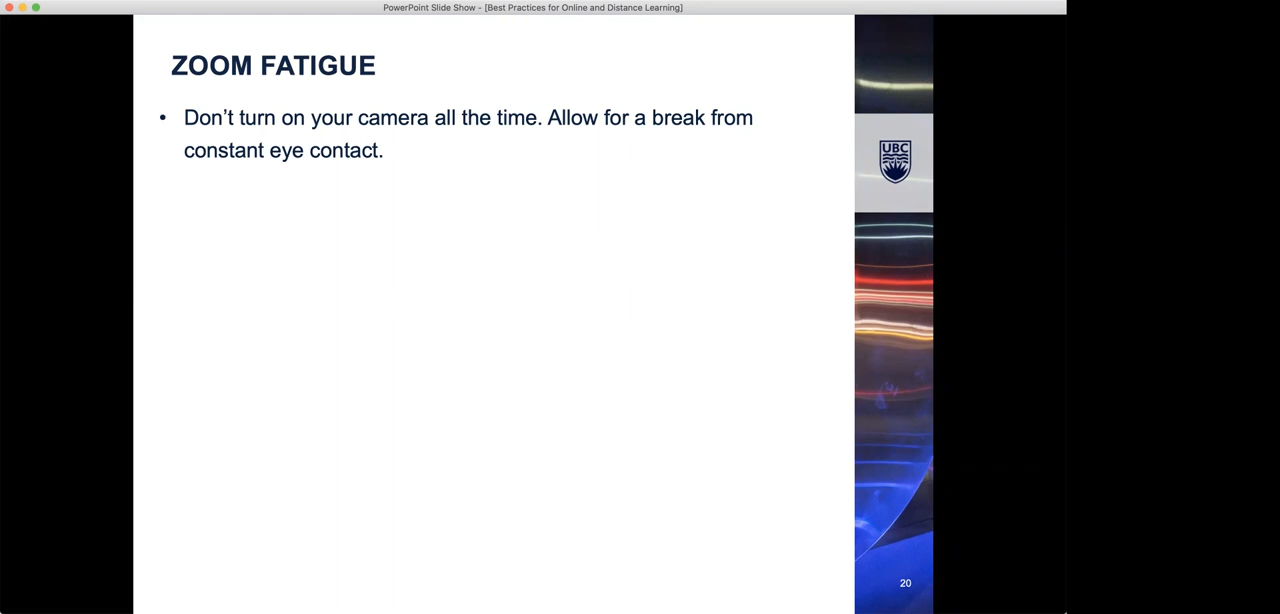 PowerPoint Slide Show - [Best Practices for Online and Distance Learning]
ZOOM FATIGUE
• Don’t turn on your camera all the time. Allow for a break from
constant eye contact.
UBC
20